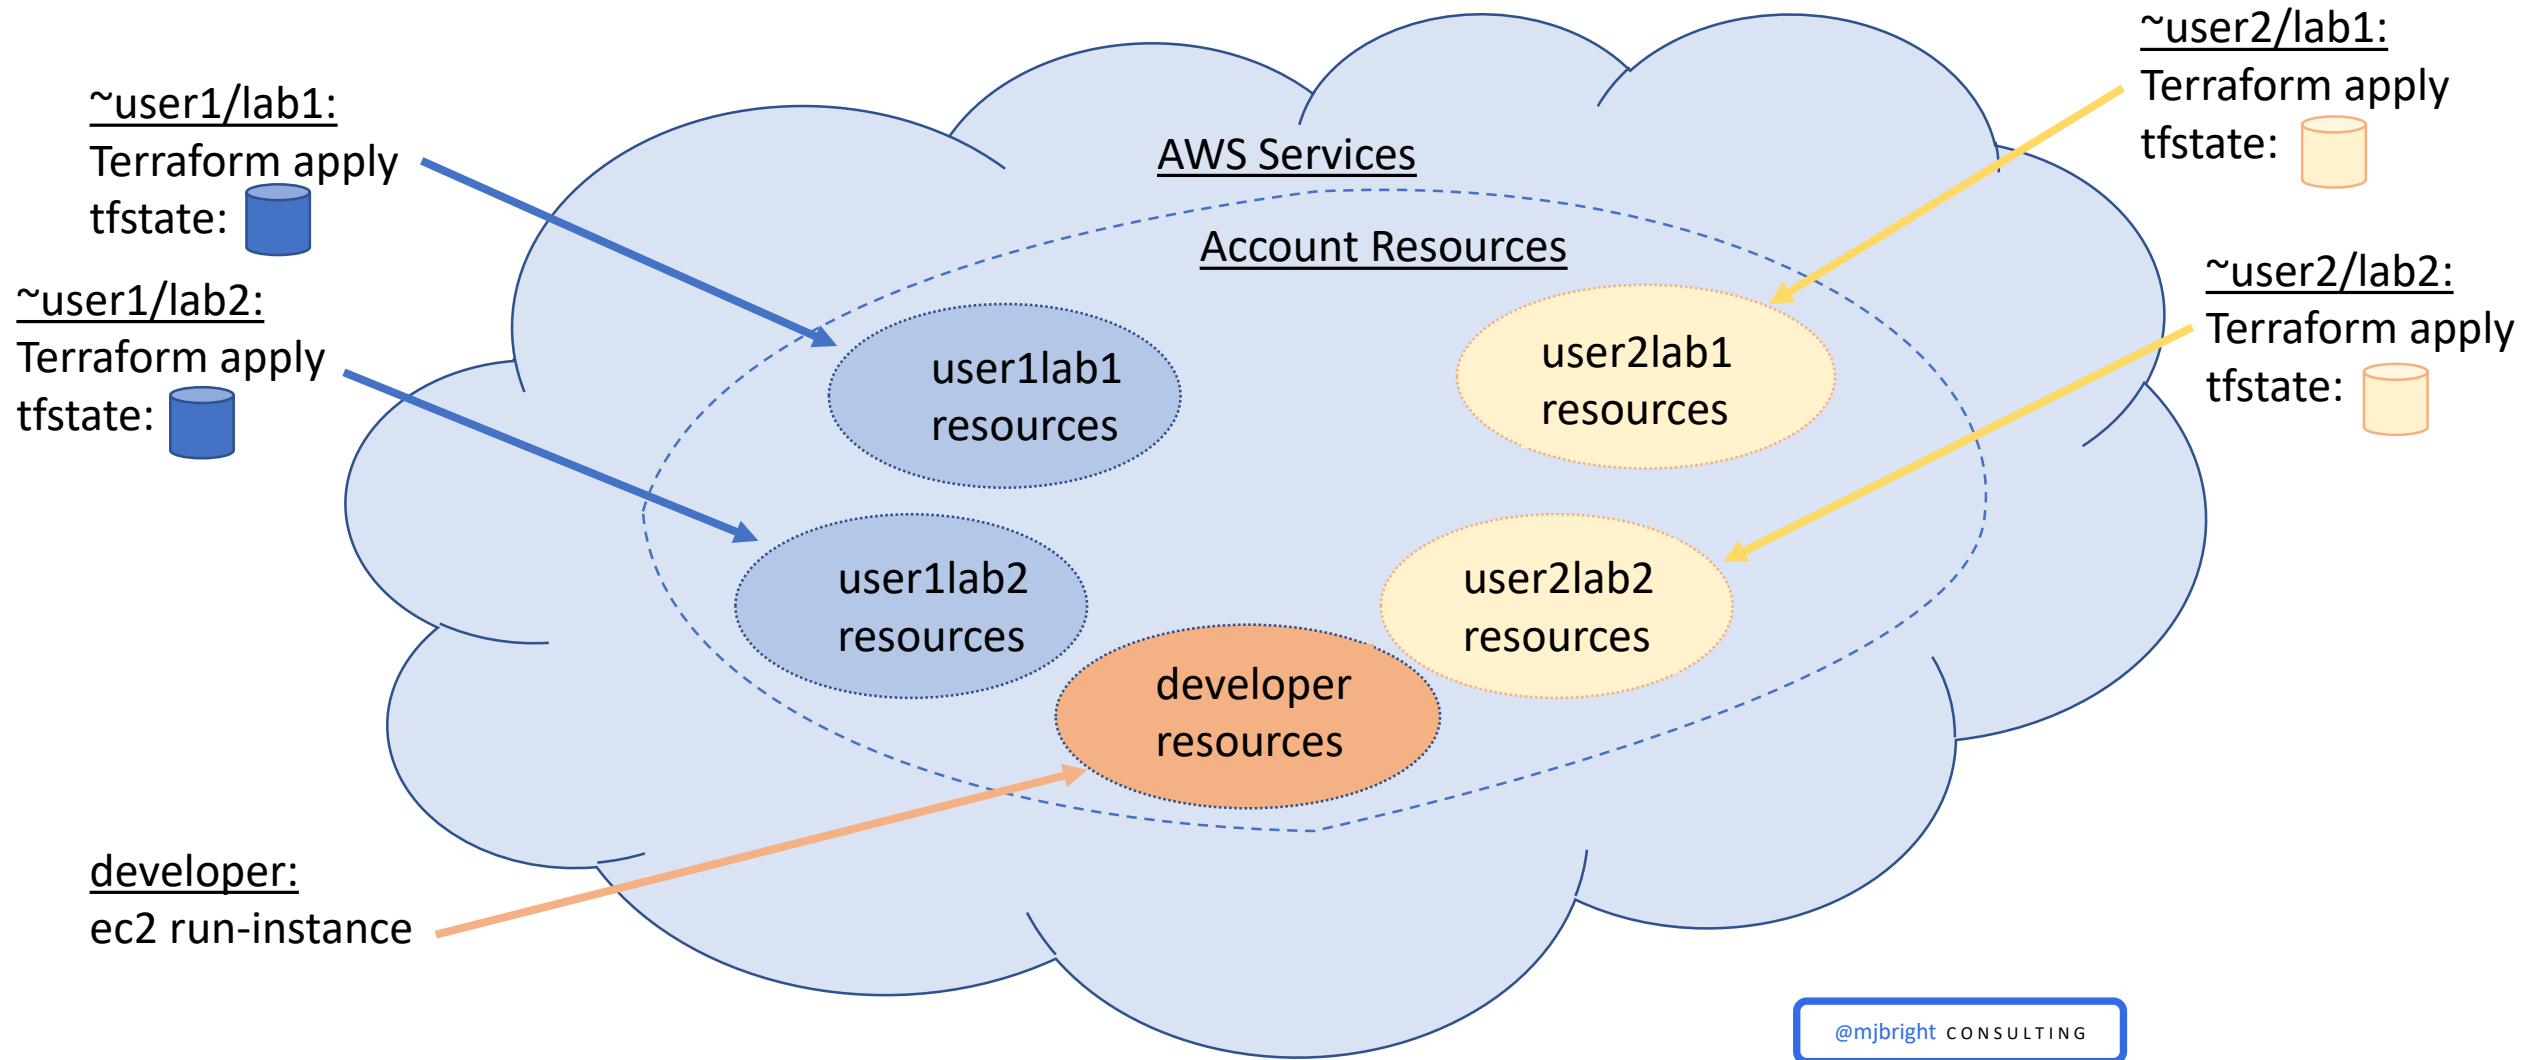 ~user1/lab1:
Terraform apply
tfstate:
~user1/lab2:
Terraform apply
tfstate:
AWS Services
Account Resources
~user2/lab1:
Terraform apply
tfstate:
~user2/lab2:
Terraform apply
tfstate:
user1lab1
resources
user2lab1
resources
user1lab2
resources
user2lab2
resources
developer
resources
developer:
ec2 run-instance
@mjbright CONSULTING